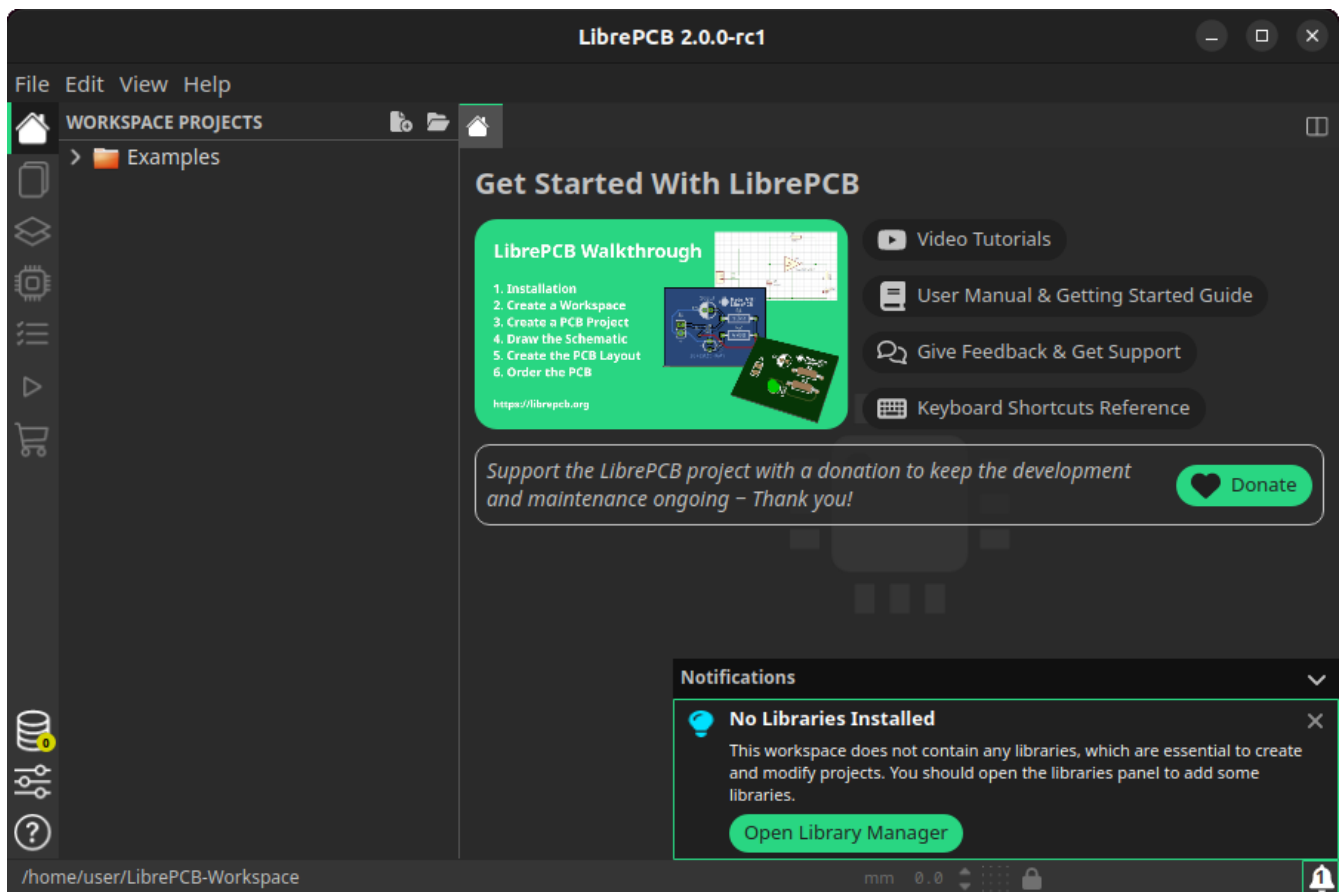 LibrePCB 2.0.0-rc1
File Edit View Help
WORKSPACE PROJECTS
Examples
Get Started With LibrePCB
LibrePCB Walkthrough
1. Installation
2. Create a Workspace
3. Create a PCB Project
4. Draw the Schematic
5. Create the PCB Layout
6. Order the PCB
https://librepcb.org
Video Tutorials
User Manual & Getting Started Guide
Give Feedback & Get Support
Keyboard Shortcuts Reference
Support the LibrePCB project with a donation to keep the development
and maintenance ongoing – Thank you!
Donate
Notifications
No Libraries Installed
This workspace does not contain any libraries, which are essential to create
and modify projects. You should open the libraries panel to add some
libraries.
Open Library Manager
0
/home/user/LibrePCB-Workspace
mm 0.0
1